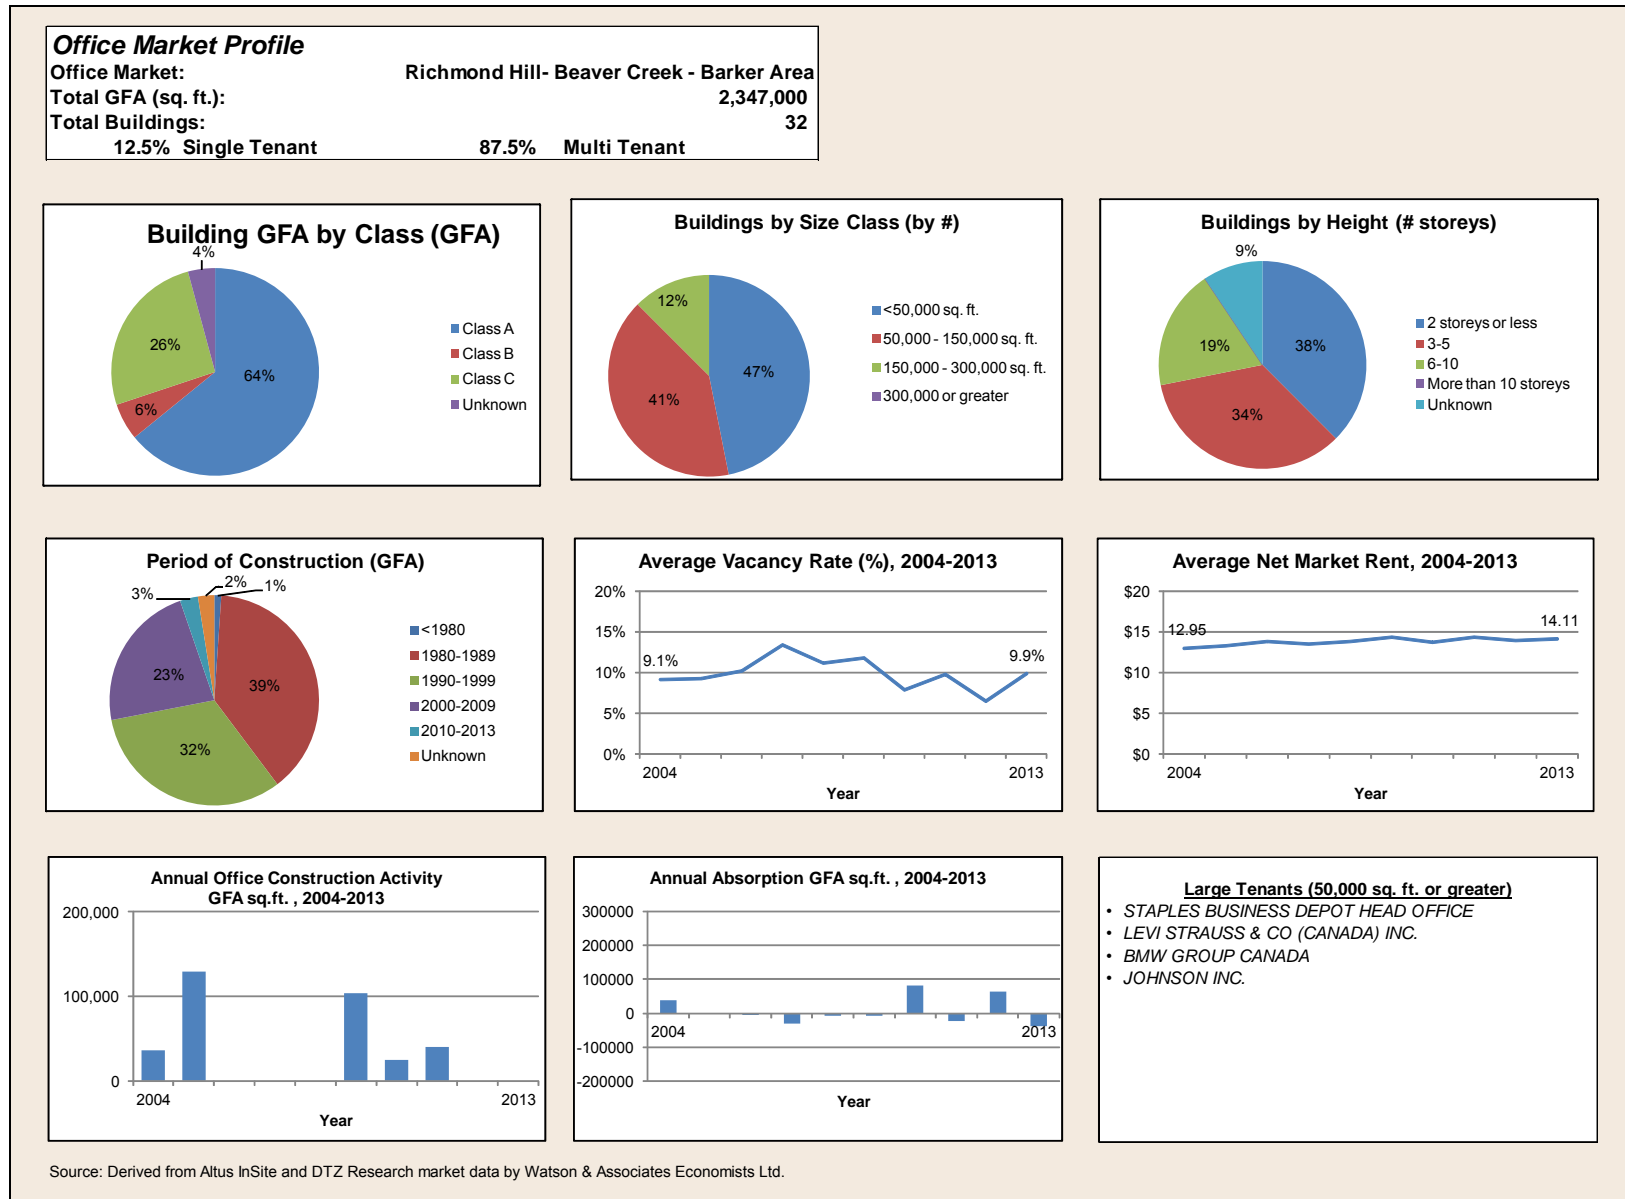 Office Market Profile
Office Market: Richmond Hill- Beaver Creek - Barker Area
Total GFA (sq. ft.): 2,347,000
Total Buildings: 32
12.5% Single Tenant 87.5% Multi Tenant
Building GFA by Class (GFA)
4%
26%
64%
6%
Class A
Class B
Class C
Unknown
Buildings by Size Class (by #)
12%
47%
41%
<50,000 sq. ft.
50,000 - 150,000 sq. ft.
150,000 - 300,000 sq. ft.
300,000 or greater
Buildings by Height (# storeys)
9%
19%
38%
34%
2 storeys or less
3-5
6-10
More than 10 storeys
Unknown
Period of Construction (GFA)
3%
2%
1%
23%
39%
32%
<1980
1980-1989
1990-1999
2000-2009
2010-2013
Unknown
Average Vacancy Rate (%), 2004-2013
20%
15%
10%
5%
0%
9.1%
9.9%
2004
2013
Year
Average Net Market Rent, 2004-2013
$20
$15
$10
$5
$0
12.95
14.11
2004
2013
Year
Annual Office Construction Activity
GFA sq.ft. , 2004-2013
200,000
100,000
0
2004
2013
Year
Annual Absorption GFA sq.ft. , 2004-2013
300000
200000
100000
0
-100000
-200000
2004
2013
Year
Large Tenants (50,000 sq. ft. or greater)
• STAPLES BUSINESS DEPOT HEAD OFFICE
• LEVI STRAUSS & CO (CANADA) INC.
• BMW GROUP CANADA
• JOHNSON INC.
Source: Derived from Altus InSite and DTZ Research market data by Watson & Associates Economists Ltd.